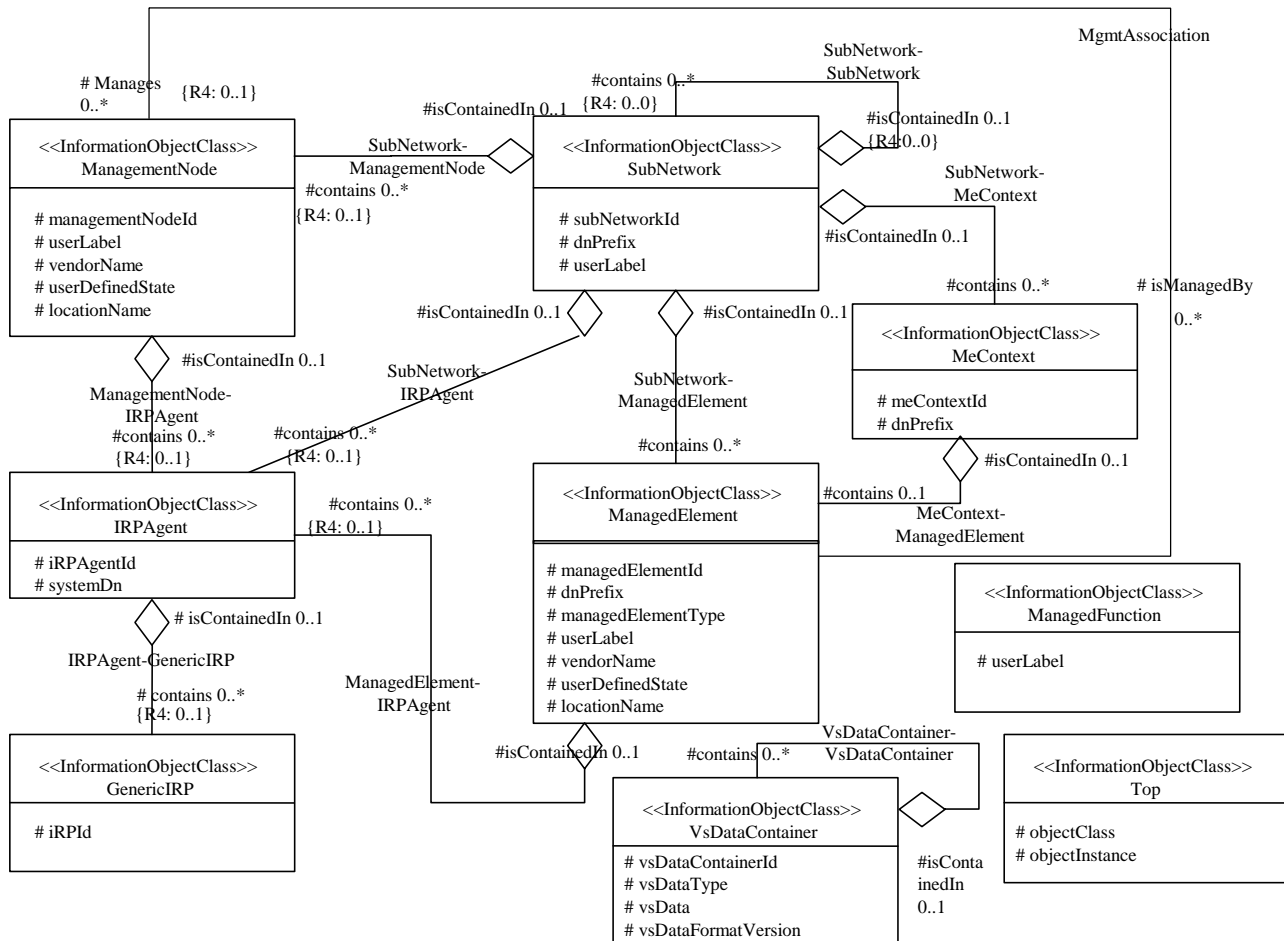 MgmtAssociation
SubNetwork-
SubNetwork
# Manages
0..*
{R4: 0..1}
#contains 0..*
{R4: 0..0}
#isContainedIn 0..1
#isContainedIn 0..1
{R4:0..0}
<<InformationObjectClass>>
ManagementNode
# managementNodeId
# userLabel
# vendorName
# userDefinedState
# locationName
SubNetwork-
ManagementNode
#contains 0..*
{R4: 0..1}
<<InformationObjectClass>>
SubNetwork
# subNetworkId
# dnPrefix
# userLabel
SubNetwork-
MeContext
#isContainedIn 0..1
#contains 0..*
# isManagedBy
0..*
#isContainedIn 0..1
#isContainedIn 0..1
#isContainedIn 0..1
<<InformationObjectClass>>
MeContext
# meContextId
# dnPrefix
ManagementNode-
IRPAgent
#contains 0..*
{R4: 0..1}
SubNetwork-
IRPAgent
#contains 0..*
{R4: 0..1}
SubNetwork-
ManagedElement
#contains 0..*
#isContainedIn 0..1
#contains 0..1
MeContext-
ManagedElement
<<InformationObjectClass>>
IRPAgent
# iRPAgentId
# systemDn
#contains 0..*
{R4: 0..1}
<<InformationObjectClass>>
ManagedElement
# managedElementId
# dnPrefix
# managedElementType
# userLabel
# vendorName
# userDefinedState
# locationName
<<InformationObjectClass>>
ManagedFunction
# userLabel
# isContainedIn 0..1
IRPAgent-GenericIRP
# contains 0..*
{R4: 0..1}
ManagedElement-
IRPAgent
#isContainedIn 0..1
<<InformationObjectClass>>
GenericIRP
# iRPId
VsDataContainer-
VsDataContainer
#contains 0..*
<<InformationObjectClass>>
VsDataContainer
# vsDataContainerId
# vsDataType
# vsData
# vsDataFormatVersion
#isConta
inedIn
0..1
<<InformationObjectClass>>
Top
# objectClass
# objectInstance